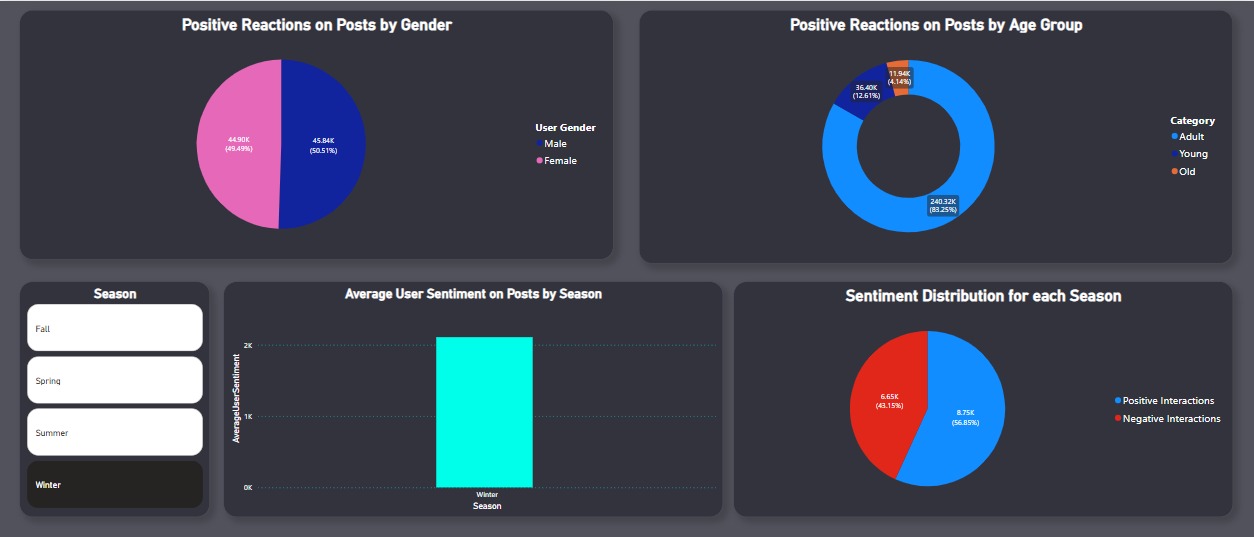 Positive Reactions on Posts by Gender
44.90K
(49.49%)
45.84K
(50.51%)
User Gender
Male
Female
Positive Reactions on Posts by Age Group
11.94K
(4.14%)
36.40K
(12.61%)
240.32K
(83.25%)
Category
Adult
Young
Old
Season
Fall
Spring
Summer
Winter
Average User Sentiment on Posts by Season
AverageUserSentiment
2K
1K
0K
Winter
Season
Sentiment Distribution for each Season
6.65K
(43.15%)
8.75K
(56.85%)
Positive Interactions
Negative Interactions